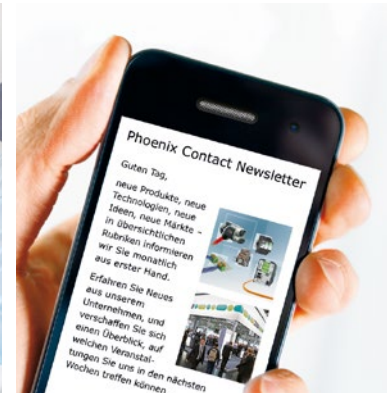 Phoenix Contact Newsletter
Guten Tag,
neue Produkte, neue
Technologien, neue
Ideen, neue Märkte –
in übersichtlichen
Rubriken informieren
wir Sie monatlich
aus erster Hand.
Erfahren Sie Neues
aus unserem
Unternehmen, und
verschaffen Sie sich
einen Überblick, auf
welchen Veranstal-
tungen Sie uns in den nächsten
Wochen treffen können